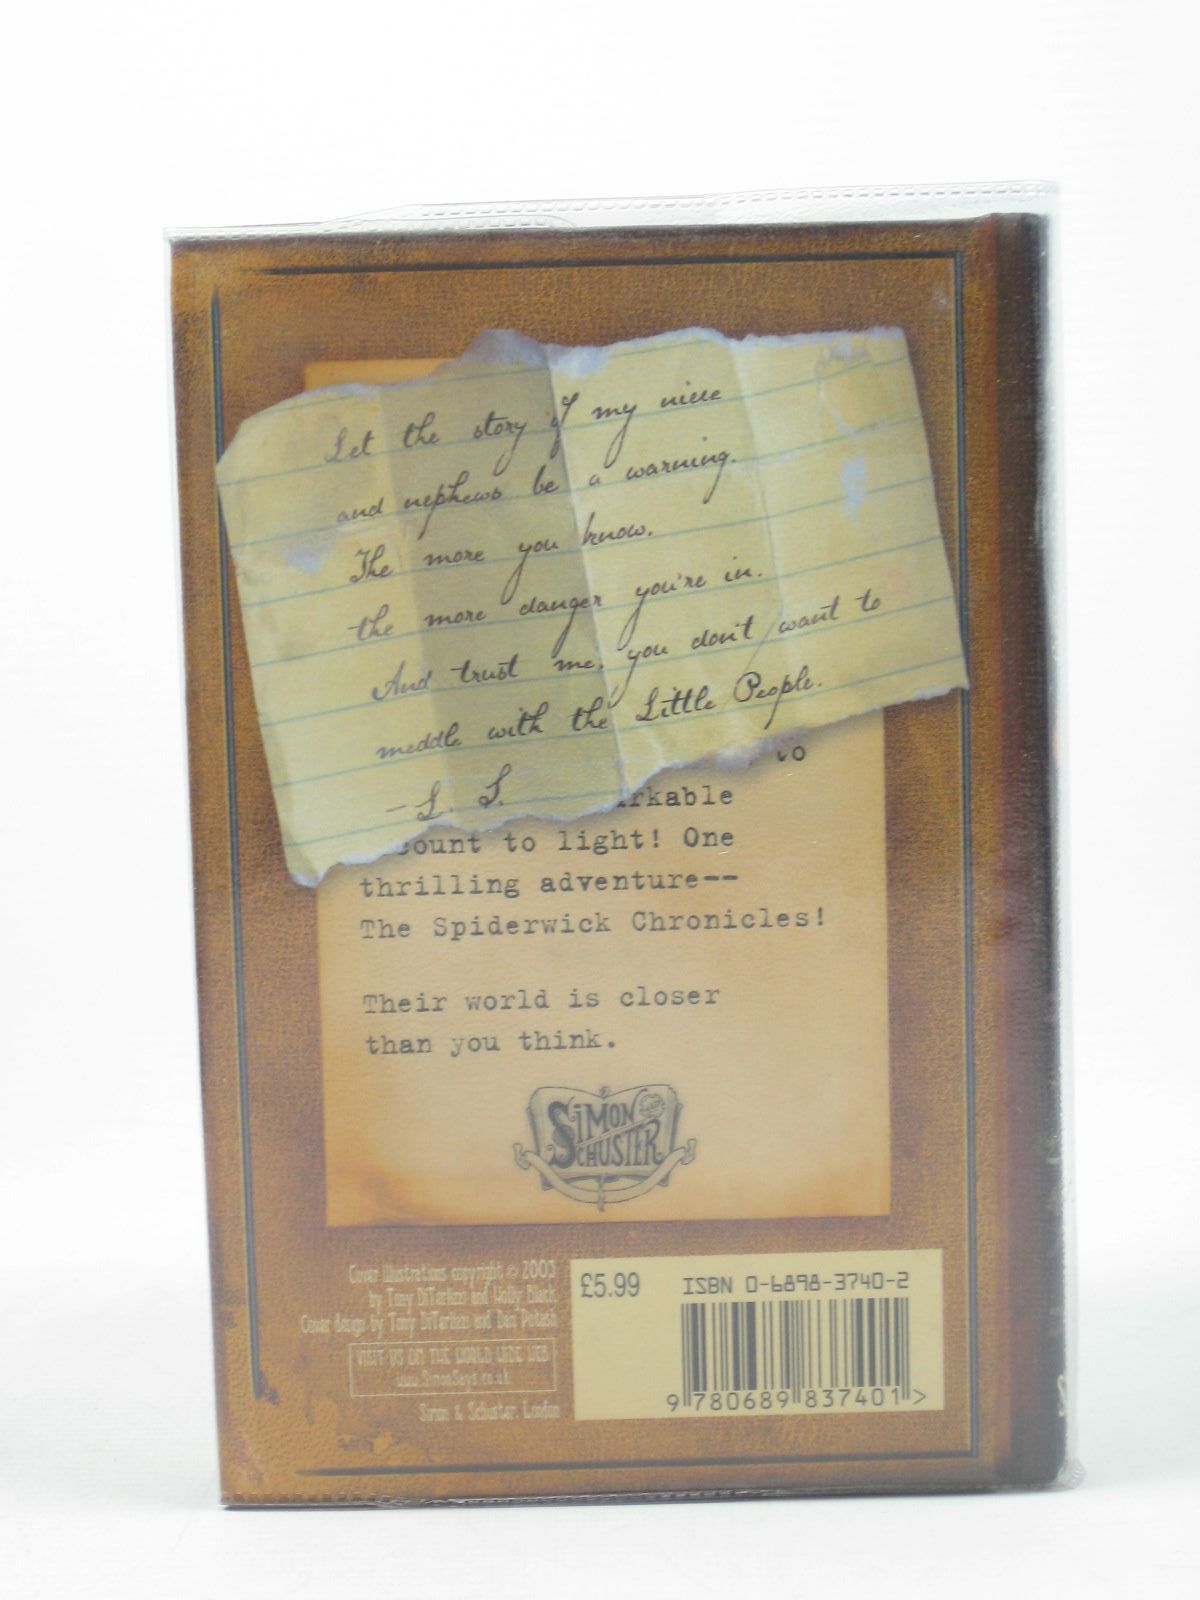 Let the story of my niece
and nephews be a warning.
The more you know.
the more danger you're in.
And trust me, you don't want to
meddle with the Little People.
—L. S.
to
rkable
ount to light! One
thrilling adventure--
The Spiderwick Chronicles!
Their world is closer
than you think.
SIMON
SCHUSTER
Cover illustrations copyright © 2003
by Tony DiTerlizzi and Holly Black
Cover design by Tony DiTerlizzi and Dan Potash
VISIT US ON THE WORLD WIDE WEB
www.SimonSays.co.uk
Simon & Schuster, London
£5.99 ISBN 0-6898-3740-2
9 780689 837401 >